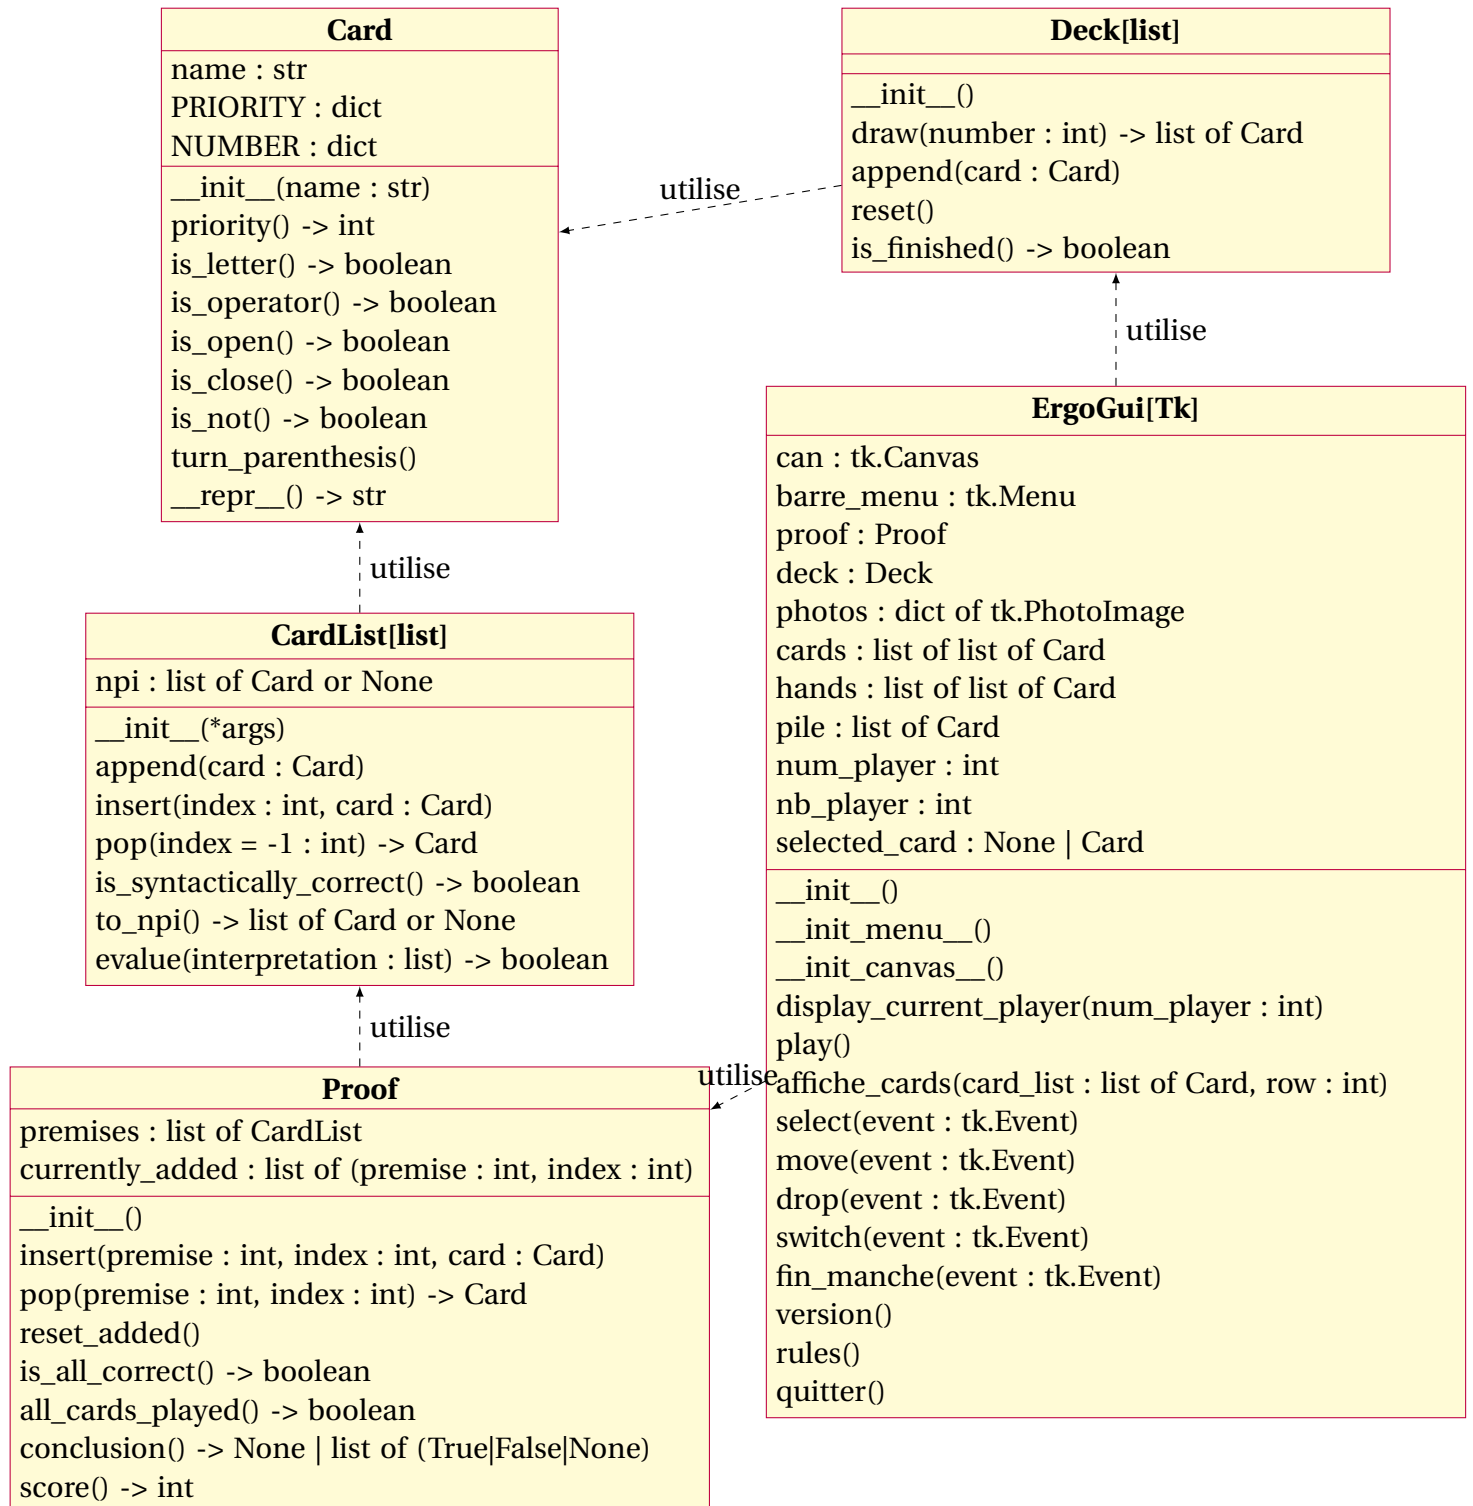 Card
name : str
PRIORITY : dict
NUMBER : dict
__init__(name : str)
priority() -> int
is_letter() -> boolean
is_operator() -> boolean
is_open() -> boolean
is_close() -> boolean
is_not() -> boolean
turn_parenthesis()
__repr__() -> str
utilise
Deck[list]
__init__()
draw(number : int) -> list of Card
append(card : Card)
reset()
is_finished() -> boolean
utilise
utilise
CardList[list]
npi : list of Card or None
__init__(*args)
append(card : Card)
insert(index : int, card : Card)
pop(index = -1 : int) -> Card
is_syntactically_correct() -> boolean
to_npi() -> list of Card or None
evalue(interpretation : list) -> boolean
utilise
Proof
premises : list of CardList
currently_added : list of (premise : int, index : int)
__init__()
insert(premise : int, index : int, card : Card)
pop(premise : int, index : int) -> Card
reset_added()
is_all_correct() -> boolean
all_cards_played() -> boolean
conclusion() -> None | list of (True|False|None)
score() -> int
utilise
ErgoGui[Tk]
can : tk.Canvas
barre_menu : tk.Menu
proof : Proof
deck : Deck
photos : dict of tk.PhotoImage
cards : list of list of Card
hands : list of list of Card
pile : list of Card
num_player : int
nb_player : int
selected_card : None | Card
__init__()
__init_menu__()
__init_canvas__()
display_current_player(num_player : int)
play()
affiche_cards(card_list : list of Card, row : int)
select(event : tk.Event)
move(event : tk.Event)
drop(event : tk.Event)
switch(event : tk.Event)
fin_manche(event : tk.Event)
version()
rules()
quitter()